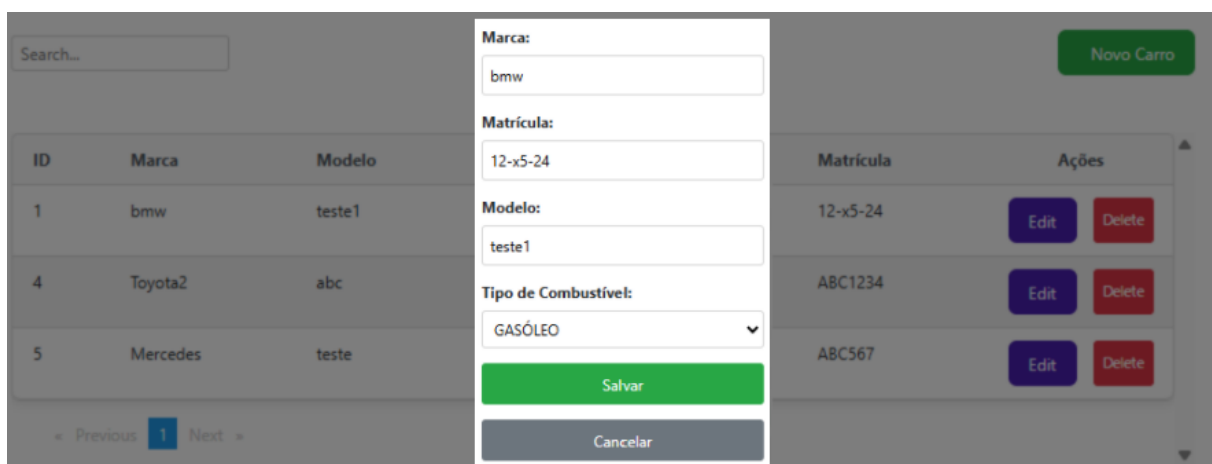 Search...
Novo Carro
Marca:
bmw
Matrícula:
12-x5-24
Modelo:
teste1
Tipo de Combustível:
GASÓLEO
Salvar
Cancelar
ID Marca Modelo Matrícula Ações
1 bmw teste1 12-x5-24 Edit Delete
4 Toyota2 abc ABC1234 Edit Delete
5 Mercedes teste ABC567 Edit Delete
« Previous 1 Next »